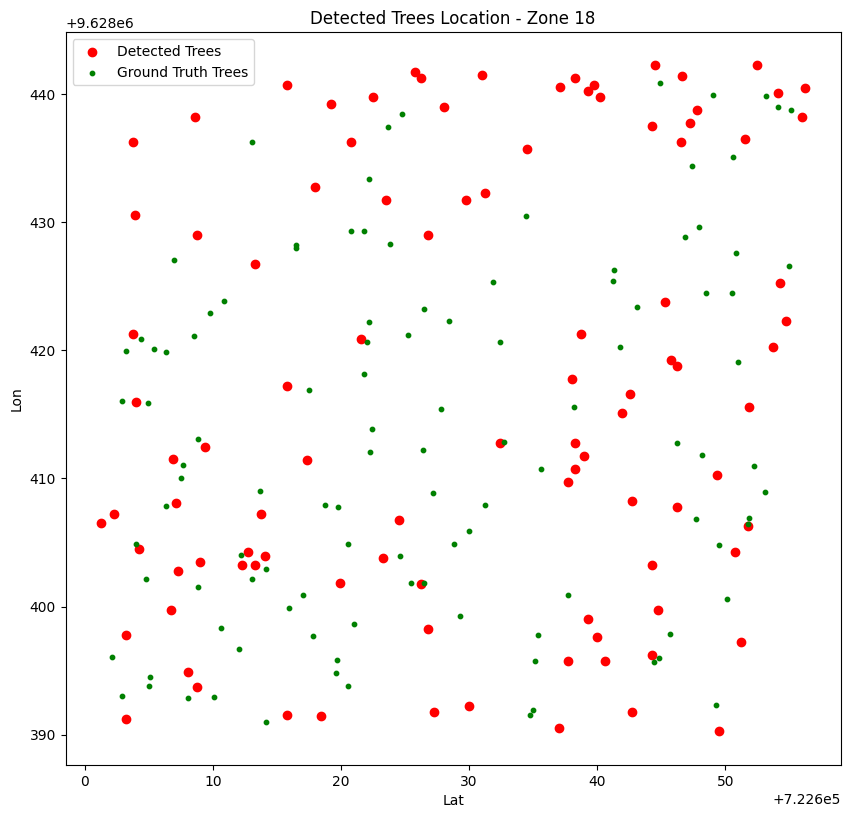 Detected Trees Location - Zone 18
+9.628e6
Detected Trees
Ground Truth Trees
440
430
420
410
400
390
Lon
0 10 20 30 40 50
Lat
+7.226e5